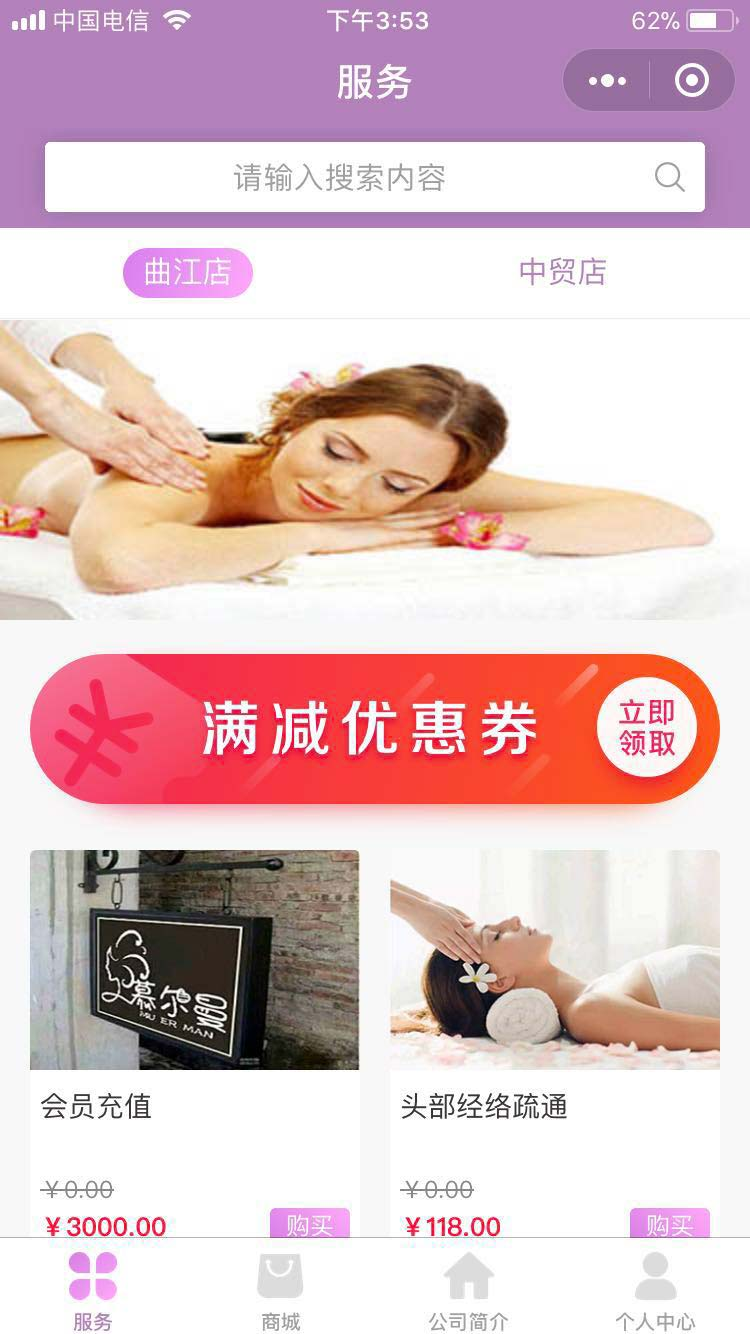 中国电信
下午3:53
62%
服务
请输入搜索内容
曲江店
中贸店
满减优惠券
立即
领取
慕尔曼
MU ER MAN
会员充值
头部经络疏通
￥0.00
￥0.00
￥3000.00
购买
￥118.00
购买
服务
商城
公司简介
个人中心